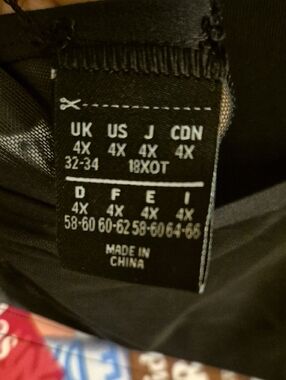 UK US J CDN
4X 4X 4X 4X
32-34 18XOT
D F E I
4X 4X 4X 4X
58-60 60-62 58-60 64-66
MADE IN
CHINA